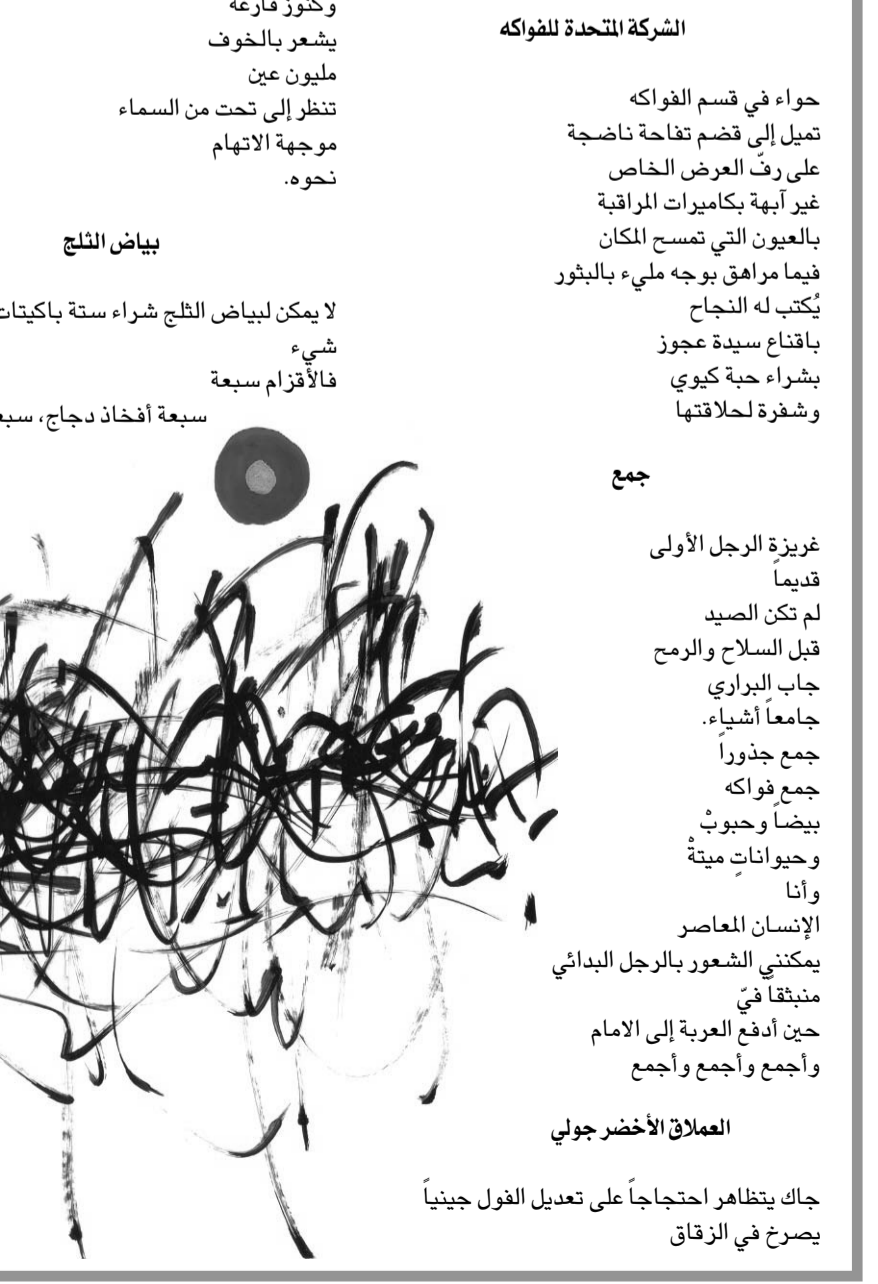 الشركة المتحدة للفواكه
حواء في قسم الفواكه
تميل إلى قضم تفاحة ناضجة
على رفّ العرض الخاص
غير آبهة بكاميرات المراقبة
بالعيون التي تمسح المكان
فيما مراهق بوجه مليء بالبثور
يُكتب له النجاح
باقناع سيدة عجوز
بشراء حبة كيوي
وشفرة لحلاقتها
جمع
غريزة الرجل الأولى
قديماً
لم تكن الصيد
قبل السلاح والرمح
جاب البراري
جامعاً أشياء.
جمع جذوراً
جمع فواكه
بيضاً وحبوبْ
وحيواناتٍ ميتةْ
وأنا
الإنسان المعاصر
يمكنني الشعور بالرجل البدائي
منبثقاً فيّ
حين أدفع العربة إلى الامام
وأجمع وأجمع وأجمع
العملاق الأخضر جولي
جاك يتظاهر احتجاجاً على تعديل الفول جينياً
يصرخ في الزقاق
وكنوز فارغة
يشعر بالخوف
مليون عين
تنظر إلى تحت من السماء
موجهة الاتهام
نحوه.
بياض الثلج
لا يمكن لبياض الثلج شراء ستة باكيتات
شيء
فالأقزام سبعة
سبعة أفخاذ دجاج، سبع